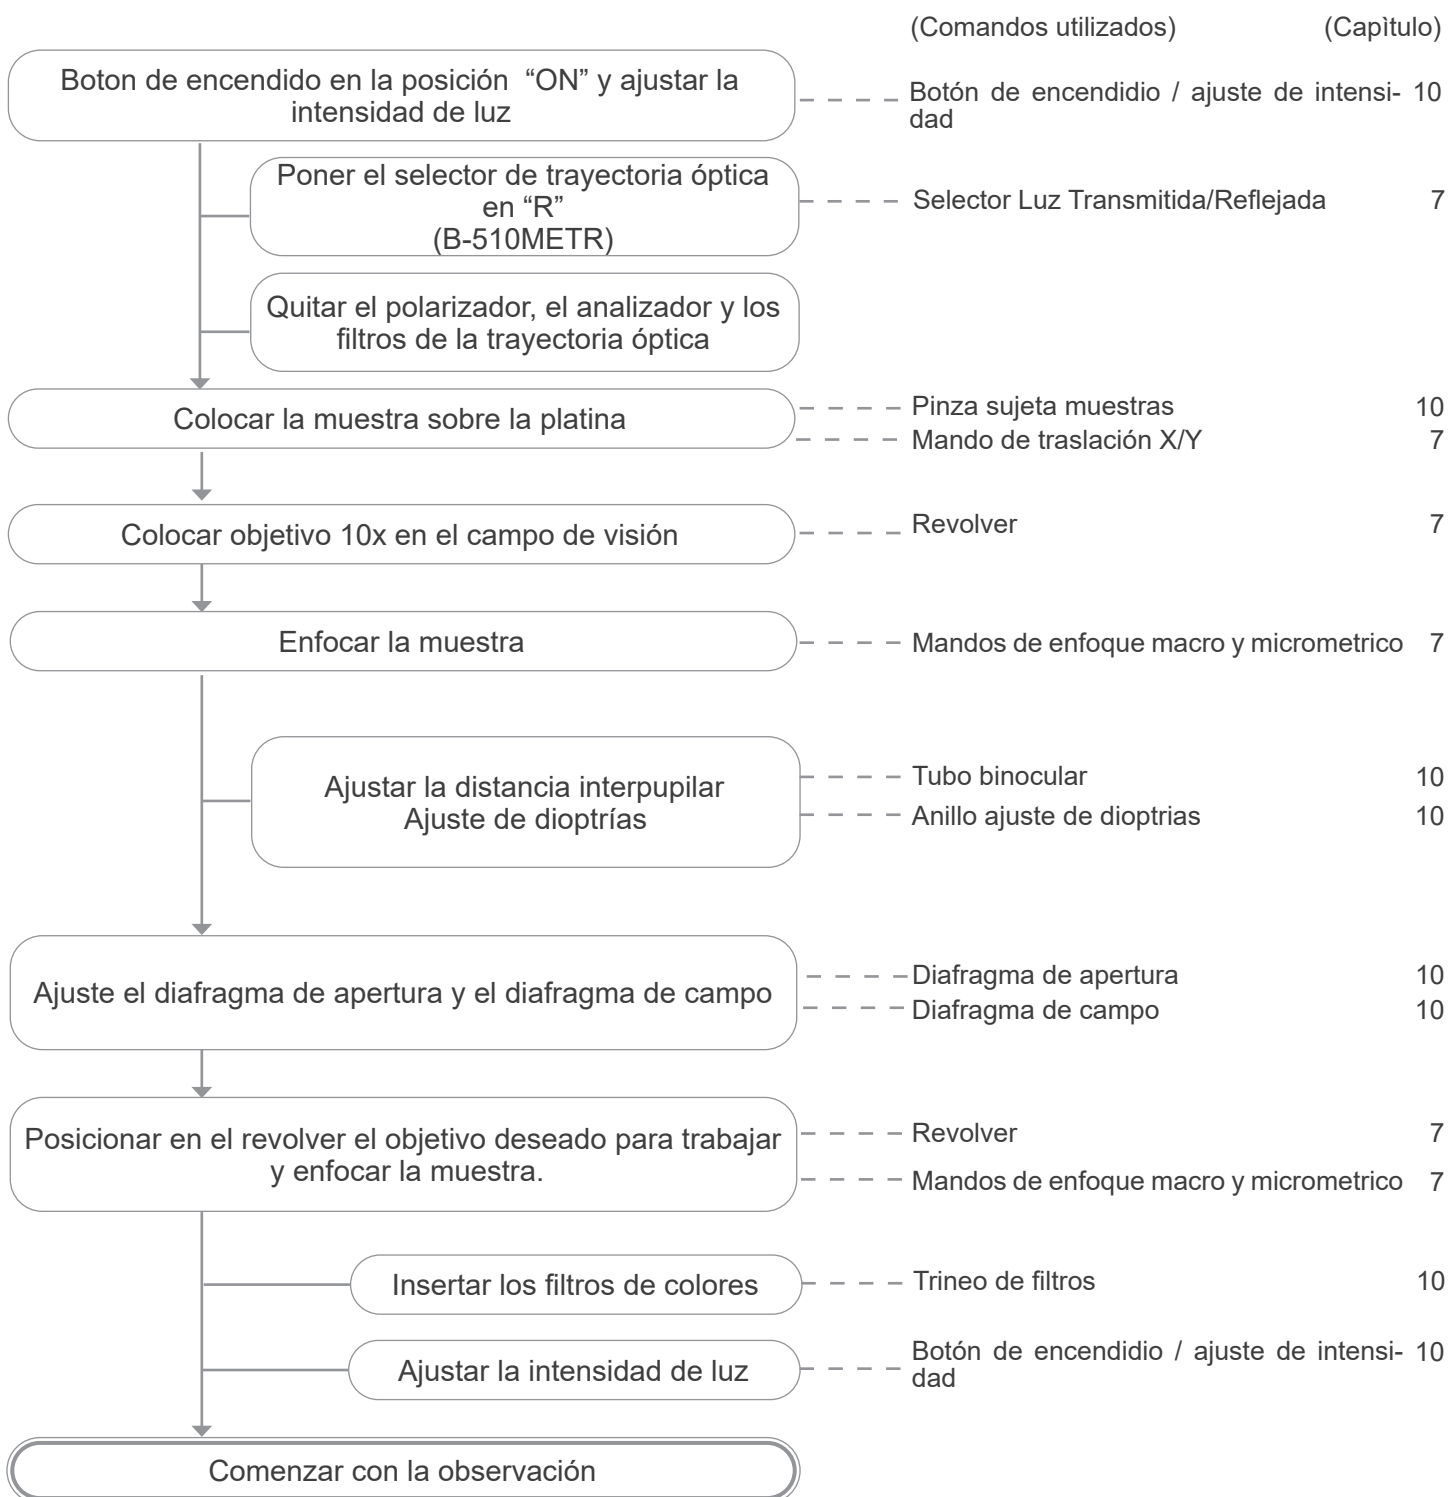 (Comandos utilizados) (Capìtulo)
Boton de encendido en la posición “ON” y ajustar la
intensidad de luz
Botón de encendidio / ajuste de intensi- 10
dad
Poner el selector de trayectoria óptica
en “R”
(B-510METR)
Selector Luz Transmitida/Reflejada 7
Quitar el polarizador, el analizador y los
filtros de la trayectoria óptica
Colocar la muestra sobre la platina
Pinza sujeta muestras 10
Mando de traslación X/Y 7
Colocar objetivo 10x en el campo de visión
Revolver 7
Enfocar la muestra
Mandos de enfoque macro y micrometrico 7
Ajustar la distancia interpupilar
Ajuste de dioptrías
Tubo binocular 10
Anillo ajuste de dioptrias 10
Ajuste el diafragma de apertura y el diafragma de campo
Diafragma de apertura 10
Diafragma de campo 10
Posicionar en el revolver el objetivo deseado para trabajar
y enfocar la muestra.
Revolver 7
Mandos de enfoque macro y micrometrico 7
Insertar los filtros de colores
Trineo de filtros 10
Ajustar la intensidad de luz
Botón de encendidio / ajuste de intensi- 10
dad
Comenzar con la observación